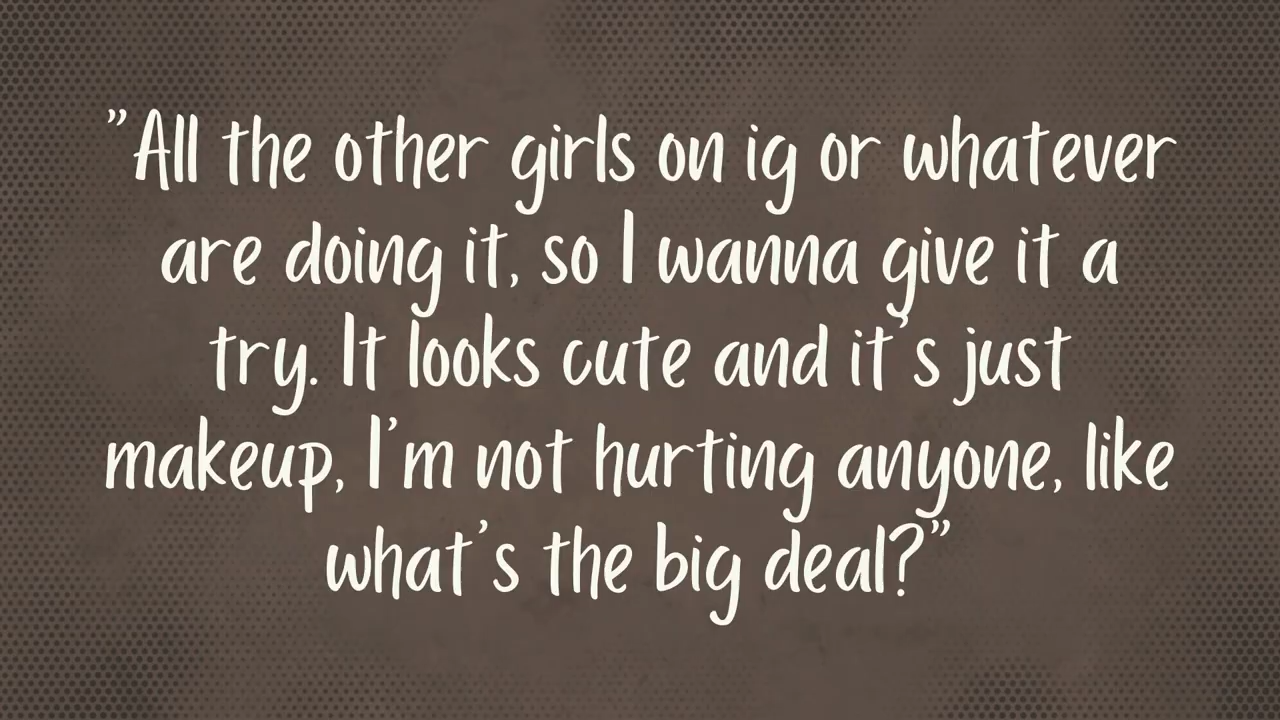 ”All the other girls on ig or whatever
are doing it, so I wanna give it a
try. It looks cute and it’s just
makeup, I’m not hurting anyone, like
what’s the big deal?”